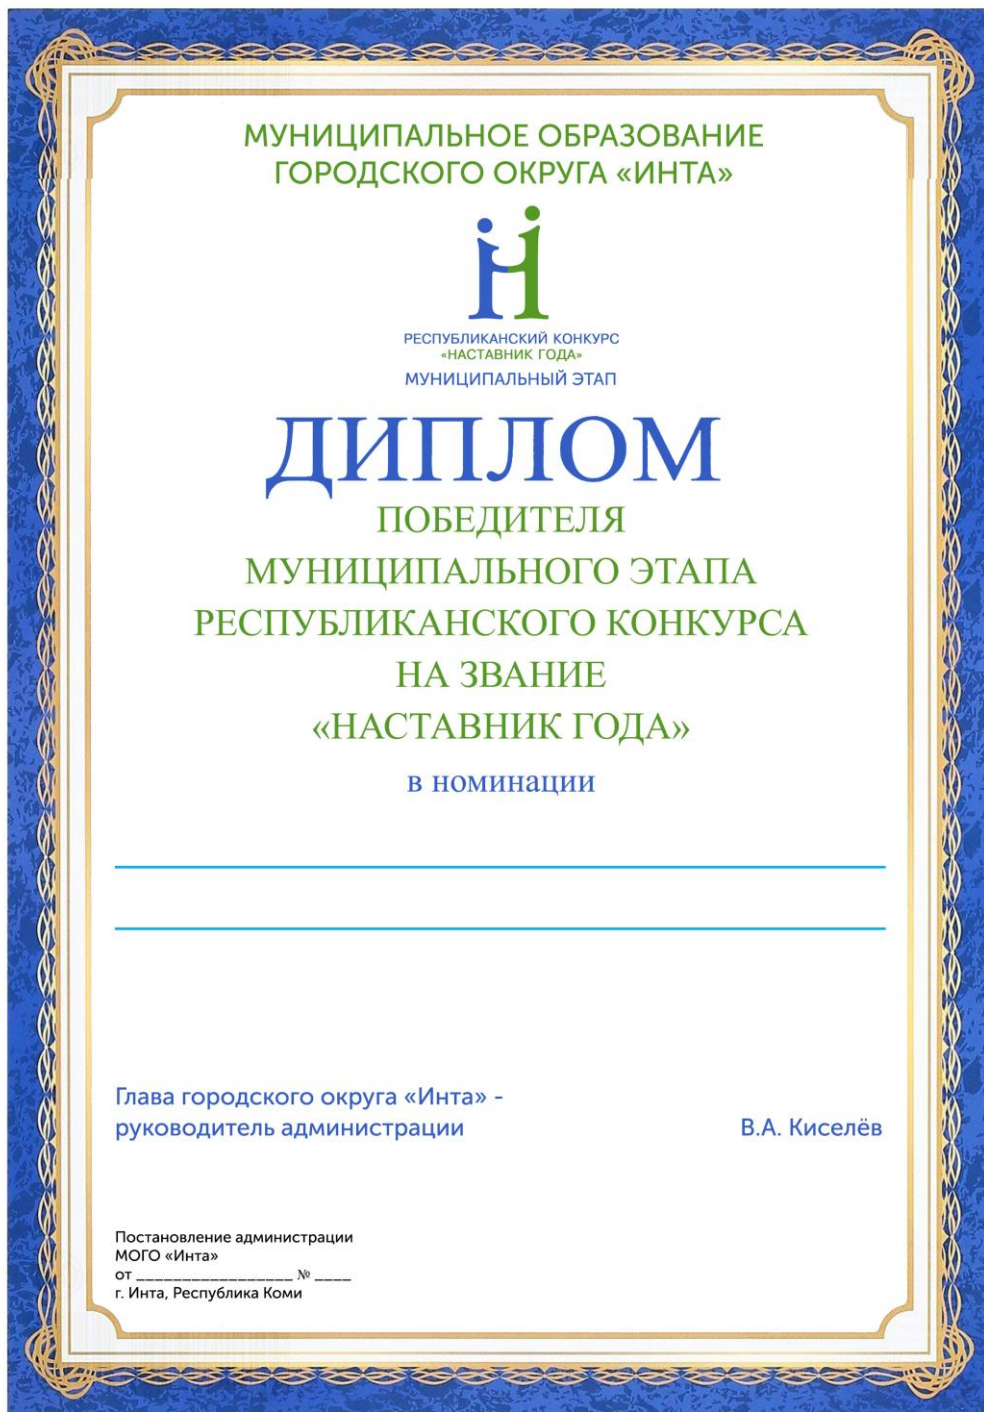 МУНИЦИПАЛЬНОЕ ОБРАЗОВАНИЕ
ГОРОДСКОГО ОКРУГА «ИНТА»
РЕСПУБЛИКАНСКИЙ КОНКУРС
«НАСТАВНИК ГОДА»
МУНИЦИПАЛЬНЫЙ ЭТАП
ДИПЛОМ
ПОБЕДИТЕЛЯ
МУНИЦИПАЛЬНОГО ЭТАПА
РЕСПУБЛИКАНСКОГО КОНКУРСА
НА ЗВАНИЕ
«НАСТАВНИК ГОДА»
в номинации
Глава городского округа «Инта» -
руководитель администрации В.А. Киселёв
Постановление администрации
МОГО «Инта»
от _________________ № ____
г. Инта, Республика Коми